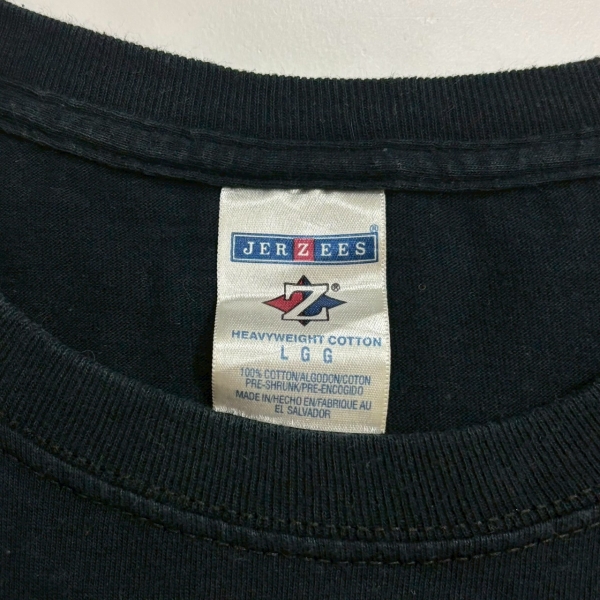 JERZEES®
Z®
HEAVYWEIGHT COTTON
L G G
100% COTTON/ALGODON/COTON
PRE-SHRUNK/PRE-ENCOGIDO
MADE IN/HECHO EN/FABRIQUE AU
EL SALVADOR